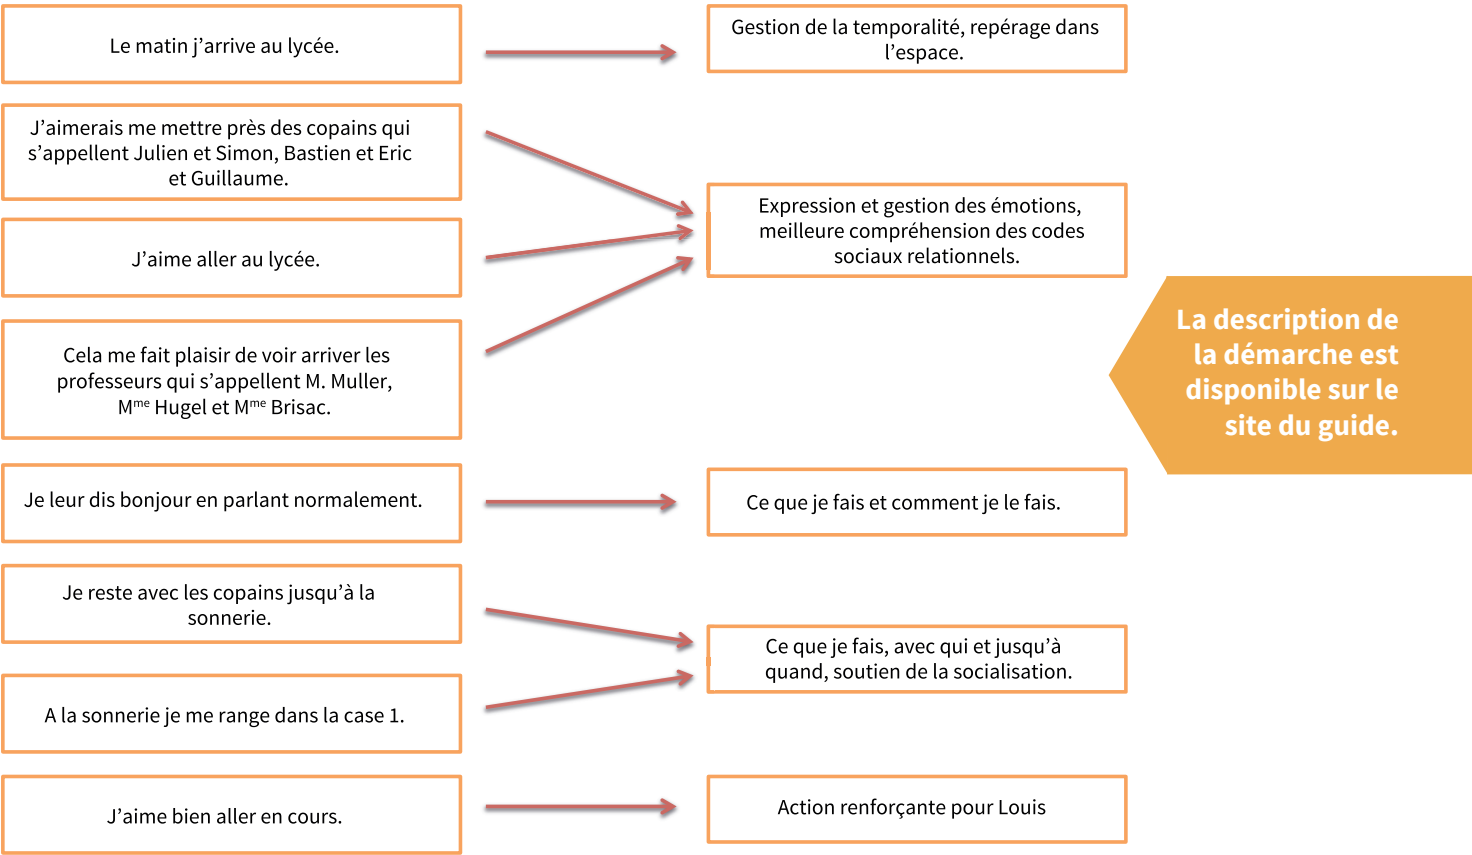 Le matin j’arrive au lycée.
Gestion de la temporalité, repérage dans
l’espace.
J’aimerais me mettre près des copains qui
s’appellent Julien et Simon, Bastien et Eric
et Guillaume.
J’aime aller au lycée.
Cela me fait plaisir de voir arriver les
professeurs qui s’appellent M. Muller,
Mme Hugel et Mme Brisac.
Expression et gestion des émotions,
meilleure compréhension des codes
sociaux relationnels.
La description de
la démarche est
disponible sur le
site du guide.
Je leur dis bonjour en parlant normalement.
Ce que je fais et comment je le fais.
Je reste avec les copains jusqu’à la
sonnerie.
A la sonnerie je me range dans la case 1.
Ce que je fais, avec qui et jusqu’à
quand, soutien de la socialisation.
J’aime bien aller en cours.
Action renforçante pour Louis